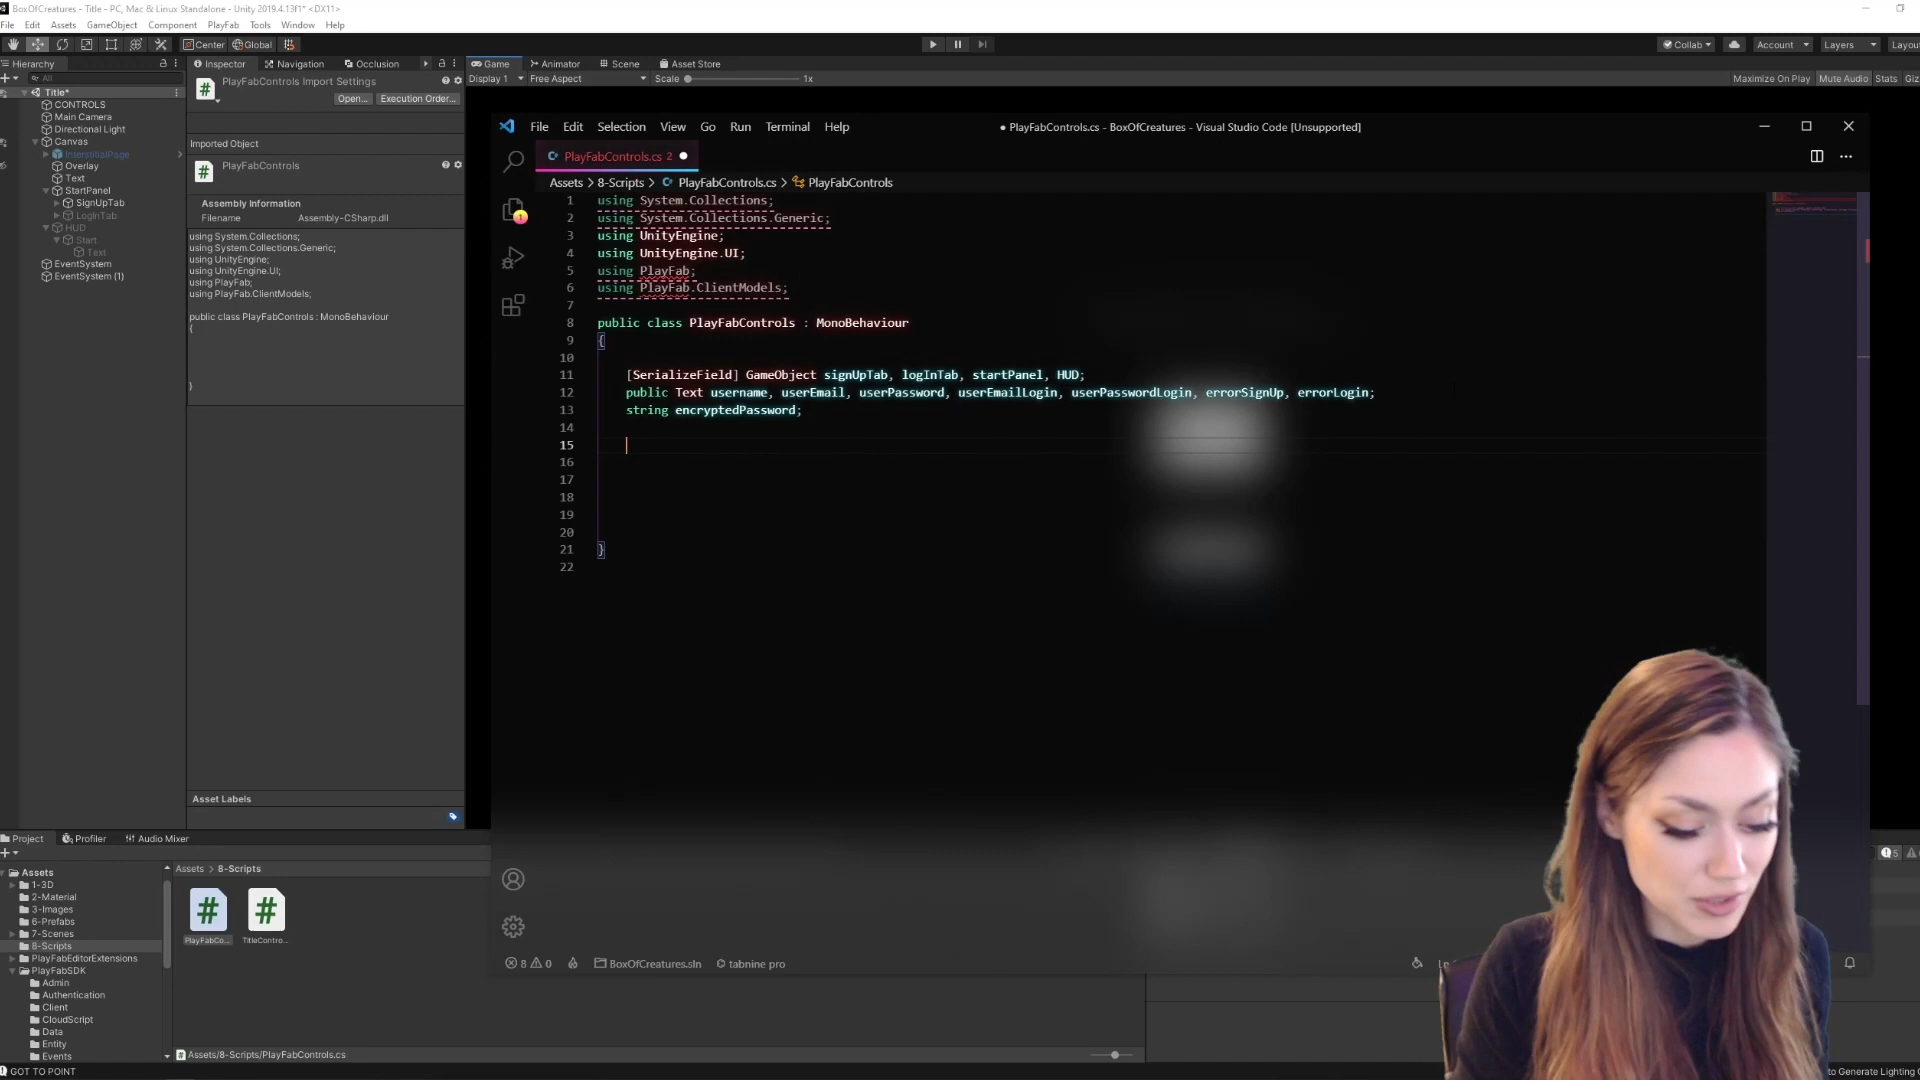 BoxOfCreatures - Title - PC, Mac & Linux Standalone - Unity 2019.4.13f1* <DX11>
File Edit Assets GameObject Component PlayFab Tools Window Help
Center Global
Collab Account Layers Layou
Hierarchy
All
Title*
CONTROLS
Main Camera
Directional Light
Canvas
InterstitialPage
Overlay
Text
StartPanel
SignUpTab
LogInTab
HUD
Start
Text
EventSystem
EventSystem (1)
Inspector Navigation Occlusion
PlayFabControls Import Settings
Open... Execution Order...
Imported Object
PlayFabControls
Assembly Information
Filename Assembly-CSharp.dll
using System.Collections;
using System.Collections.Generic;
using UnityEngine;
using UnityEngine.UI;
using PlayFab;
using PlayFab.ClientModels;
public class PlayFabControls : MonoBehaviour
{
}
Asset Labels
Game Animator Scene Asset Store
Display 1 Free Aspect Scale 1x
Maximize On Play Mute Audio Stats Giz
File Edit Selection View Go Run Terminal Help
● PlayFabControls.cs - BoxOfCreatures - Visual Studio Code [Unsupported]
PlayFabControls.cs 2 ●
Assets > 8-Scripts > PlayFabControls.cs > PlayFabControls
1 using System.Collections;
2 using System.Collections.Generic;
3 using UnityEngine;
4 using UnityEngine.UI;
5 using PlayFab;
6 using PlayFab.ClientModels;
7
8 public class PlayFabControls : MonoBehaviour
9 {
10
11 [SerializeField] GameObject signUpTab, logInTab, startPanel, HUD;
12 public Text username, userEmail, userPassword, userEmailLogin, userPasswordLogin, errorSignUp, errorLogin;
13 string encryptedPassword;
14
15
16
17
18
19
20
21 }
22
1
8 0 BoxOfCreatures.sln tabnine pro
Project Profiler Audio Mixer
Assets
1-3D
2-Material
3-Images
6-Prefabs
7-Scenes
8-Scripts
PlayFabEditorExtensions
PlayFabSDK
Admin
Authentication
Client
CloudScript
Data
Entity
Events
Assets > 8-Scripts
PlayFabCo... TitleContro...
Assets/8-Scripts/PlayFabControls.cs
5
GOT TO POINT
to Generate Lighting